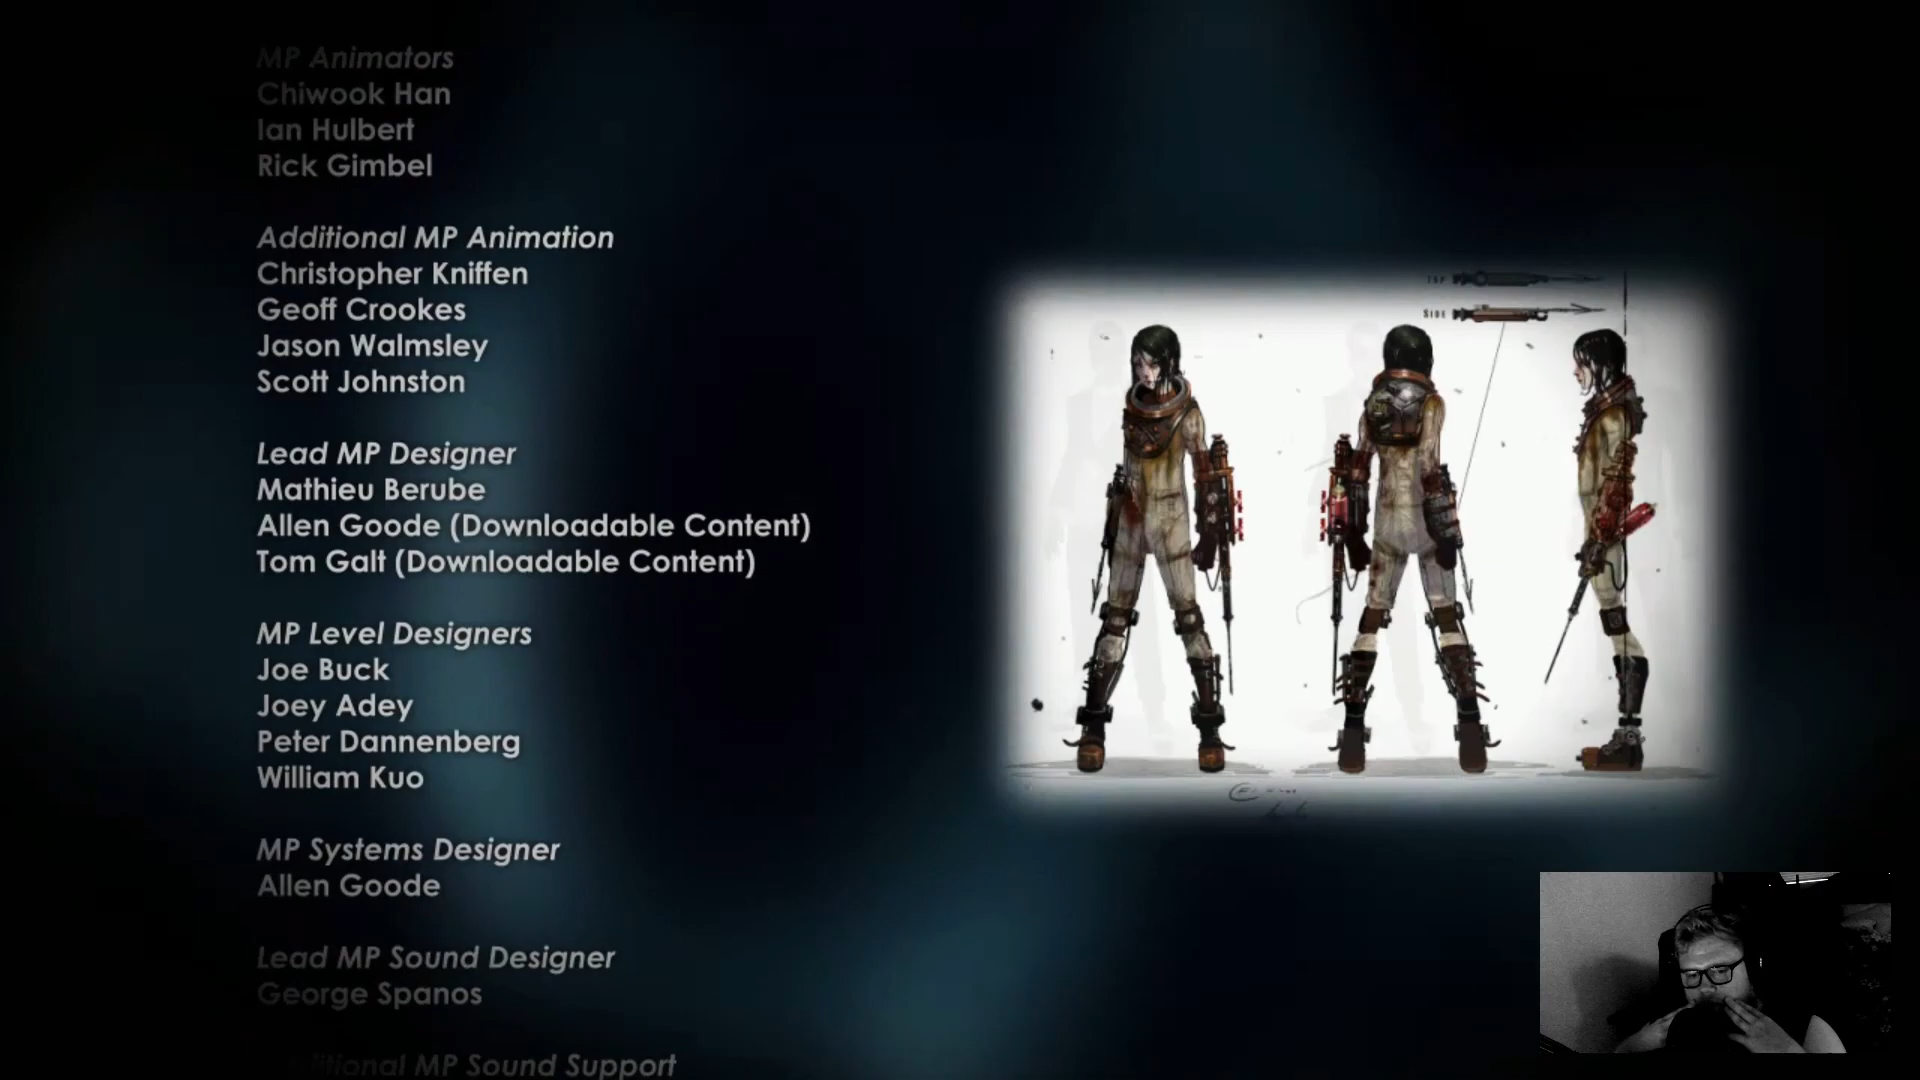 MP Animators
Chiwook Han
Ian Hulbert
Rick Gimbel
Additional MP Animation
Christopher Kniffen
Geoff Crookes
Jason Walmsley
Scott Johnston
Lead MP Designer
Mathieu Berube
Allen Goode (Downloadable Content)
Tom Galt (Downloadable Content)
MP Level Designers
Joe Buck
Joey Adey
Peter Dannenberg
William Kuo
MP Systems Designer
Allen Goode
Lead MP Sound Designer
George Spanos
Additional MP Sound Support
TOP
SIDE